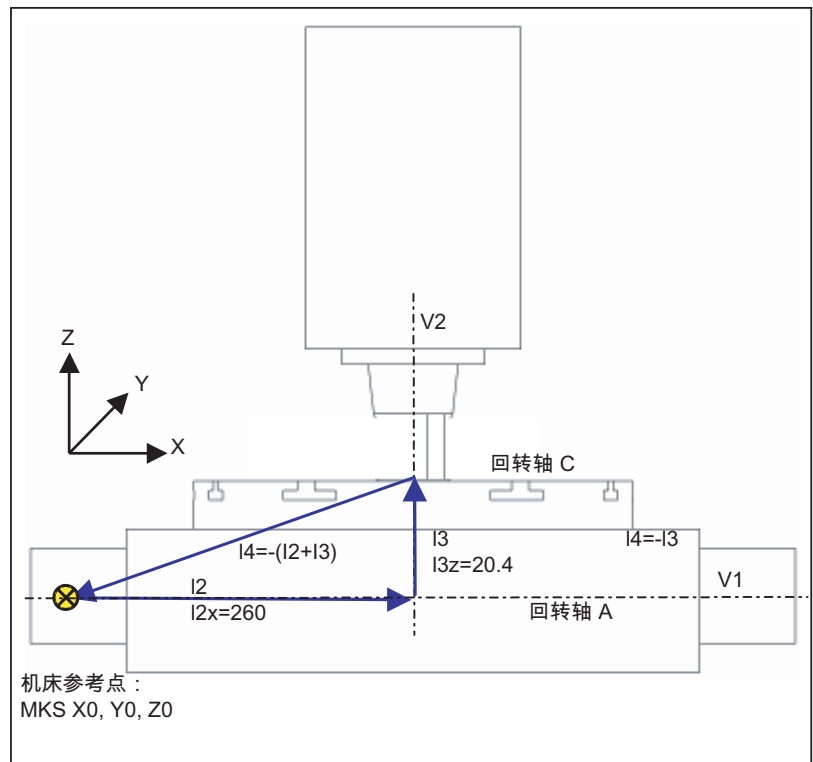 V2
Z
Y
X
回转轴 C
l3
l3z=20.4
l4=-l3
l4=-(l2+l3)
l2
l2x=260
V1
回转轴 A
机床参考点：
MKS X0, Y0, Z0